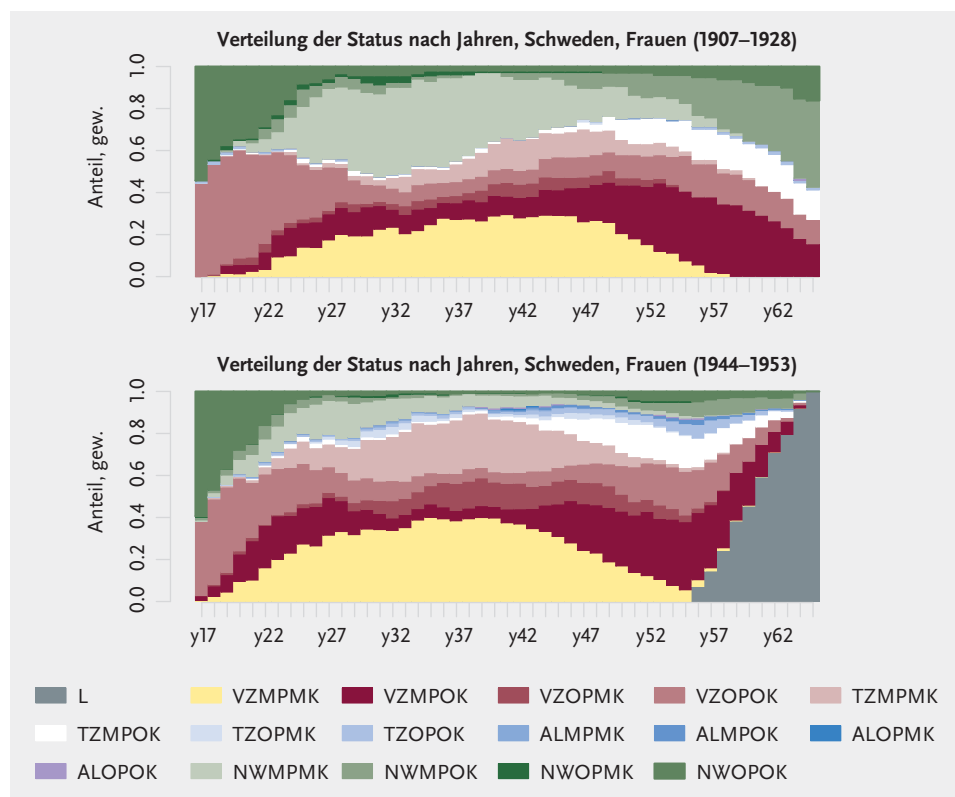 Verteilung der Status nach Jahren, Schweden, Frauen (1907–1928)
Anteil, gew.
1.0
0.8
0.6
0.4
0.2
0.0
y17 y22 y27 y32 y37 y42 y47 y52 y57 y62
Verteilung der Status nach Jahren, Schweden, Frauen (1944–1953)
Anteil, gew.
1.0
0.8
0.6
0.4
0.2
0.0
y17 y22 y27 y32 y37 y42 y47 y52 y57 y62
L VZMPMK VZMPOK VZOPMK VZOPOK TZMPMK
TZMPOK TZOPMK TZOPOK ALMPMK ALMPOK ALOPMK
ALOPOK NWMPMK NWMPOK NWOPMK NWOPOK